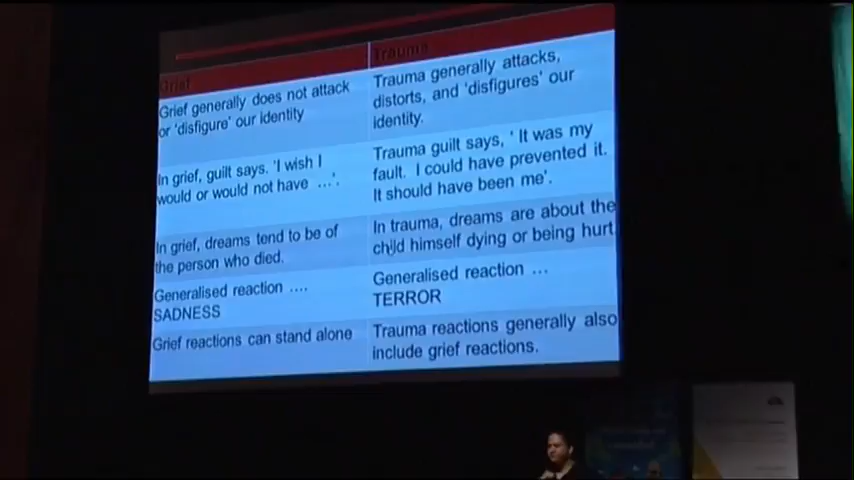 Grief
Trauma
Grief generally does not attack
or 'disfigure' our identity
Trauma generally attacks,
distorts, and 'disfigures' our
identity.
In grief, guilt says. 'I wish I
would or would not have ….'.
Trauma guilt says, ' It was my
fault. I could have prevented it.
It should have been me'.
In grief, dreams tend to be of
the person who died.
In trauma, dreams are about the
child himself dying or being hurt
Generalised reaction ….
SADNESS
Generalised reaction …
TERROR
Grief reactions can stand alone
Trauma reactions generally also
include grief reactions.